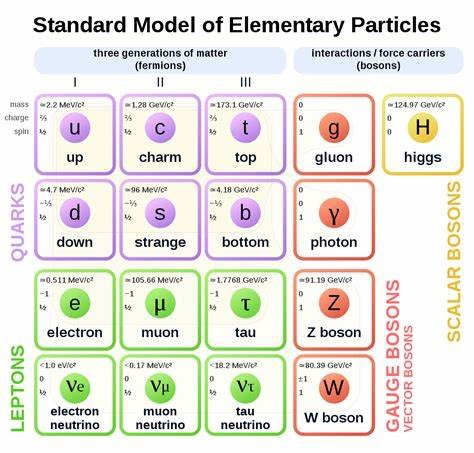 Standard Model of Elementary Particles
three generations of matter
(fermions)
interactions / force carriers
(bosons)
I
II
III
mass
charge
spin
≃2.2 MeV/c²
⅔
½
u
up
≃1.28 GeV/c²
⅔
½
c
charm
≃173.1 GeV/c²
⅔
½
t
top
0
0
1
g
gluon
≃124.97 GeV/c²
0
0
H
higgs
≃4.7 MeV/c²
−⅓
½
d
down
≃96 MeV/c²
−⅓
½
s
strange
≃4.18 GeV/c²
−⅓
½
b
bottom
0
0
1
γ
photon
≃0.511 MeV/c²
−1
½
e
electron
≃105.66 MeV/c²
−1
½
μ
muon
≃1.7768 GeV/c²
−1
½
τ
tau
≃91.19 GeV/c²
0
1
Z
Z boson
<1.0 eV/c²
0
½
νe
electron
neutrino
<0.17 MeV/c²
0
½
νμ
muon
neutrino
<18.2 MeV/c²
0
½
ντ
tau
neutrino
≃80.39 GeV/c²
±1
1
W
W boson
QUARKS
LEPTONS
GAUGE BOSONS
VECTOR BOSONS
SCALAR BOSONS